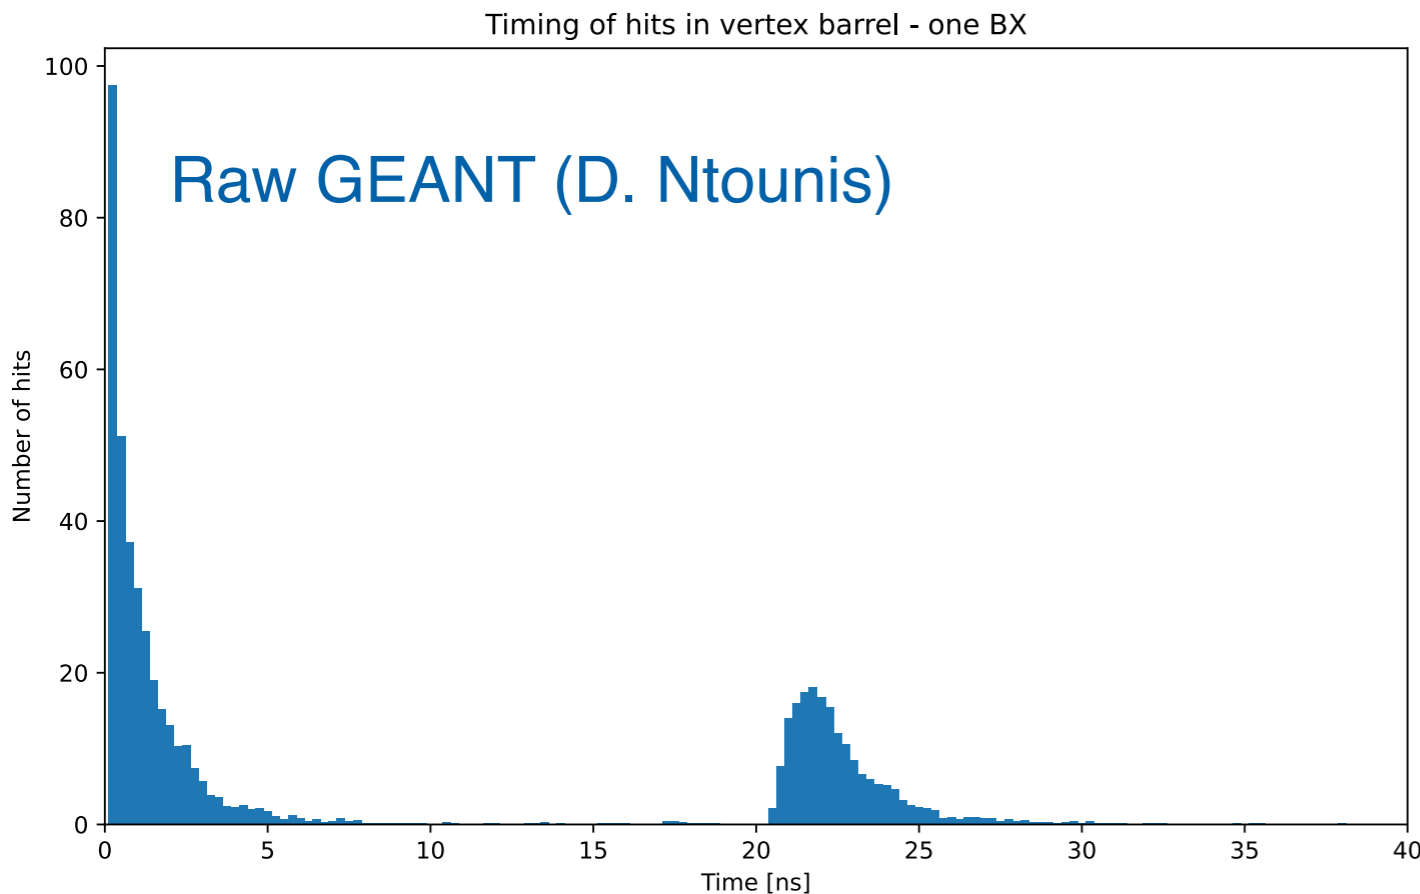 Timing of hits in vertex barrel - one BX
Raw GEANT (D. Ntounis)
Number of hits
100
80
60
40
20
0
0 5 10 15 20 25 30 35 40
Time [ns]